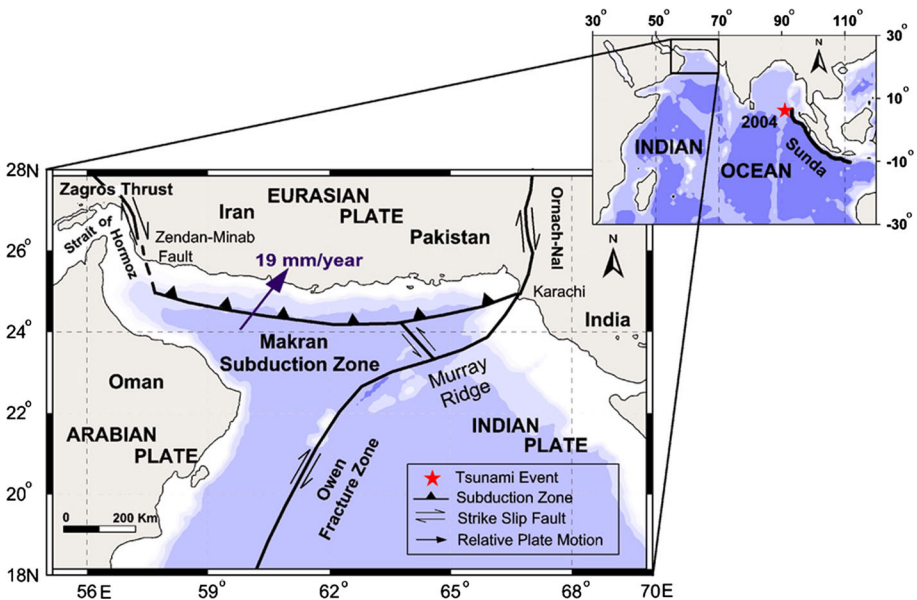 30°
50°
70°
90°
110°
30°
N
10°
2004
Sunda
INDIAN
OCEAN
-10°
-30°
28N
Zagros Thrust
EURASIAN
PLATE
Iran
Ornach-Nal
Strait of
Hormoz
Zendan-Minab
Fault
Pakistan
N
26°
19 mm/year
Karachi
India
24°
Makran
Subduction Zone
Murray
Ridge
Oman
22°
ARABIAN
PLATE
INDIAN
PLATE
Owen
Fracture Zone
Tsunami Event
Subduction Zone
Strike Slip Fault
Relative Plate Motion
20°
0 200 Km
18N
56°E
59°
62°
65°
68°
70°E